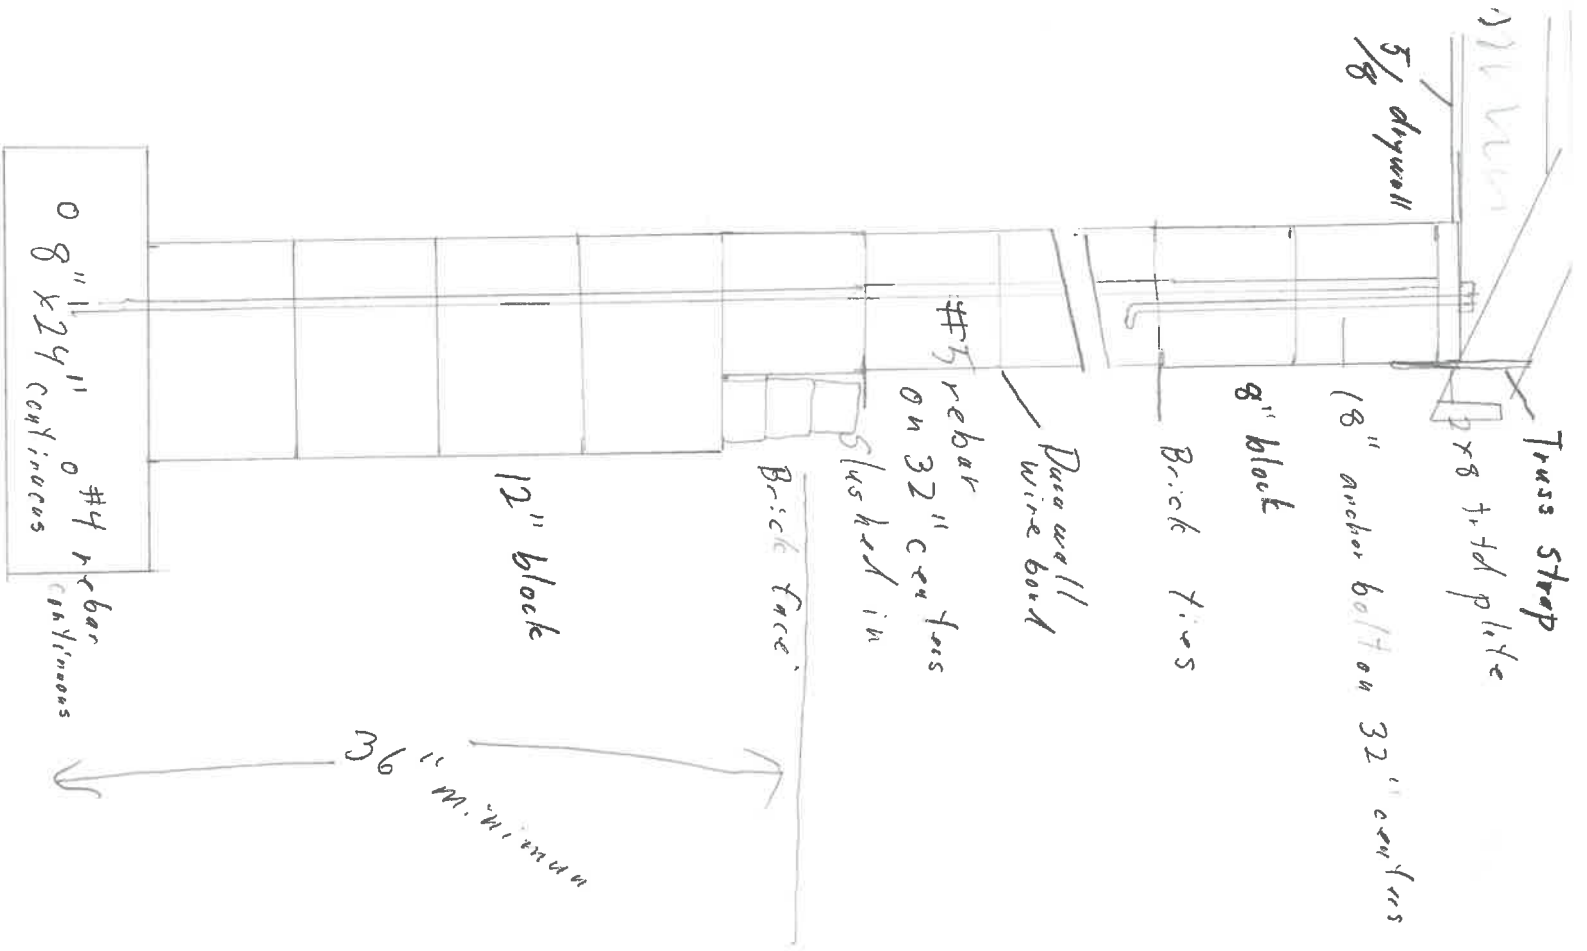 5/8 drywall
Truss Strap
2x8 trtd plate
18" anchor bolt on 32" centers
8" block
Brick ties
Durowall
wire bond
#5 rebar
on 32" centers
Slushed in
Brick face
12" block
36" minimum
#4 rebar
continuous
8" x 24"
continuous